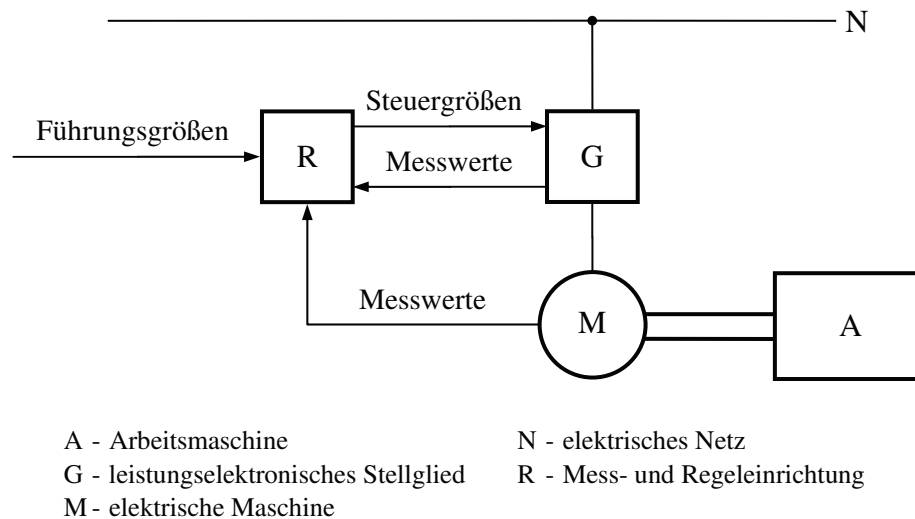 N
Steuergrößen
Führungsgrößen
R
G
Messwerte
Messwerte
M
A
A - Arbeitsmaschine
N - elektrisches Netz
G - leistungselektronisches Stellglied
R - Mess- und Regeleinrichtung
M - elektrische Maschine